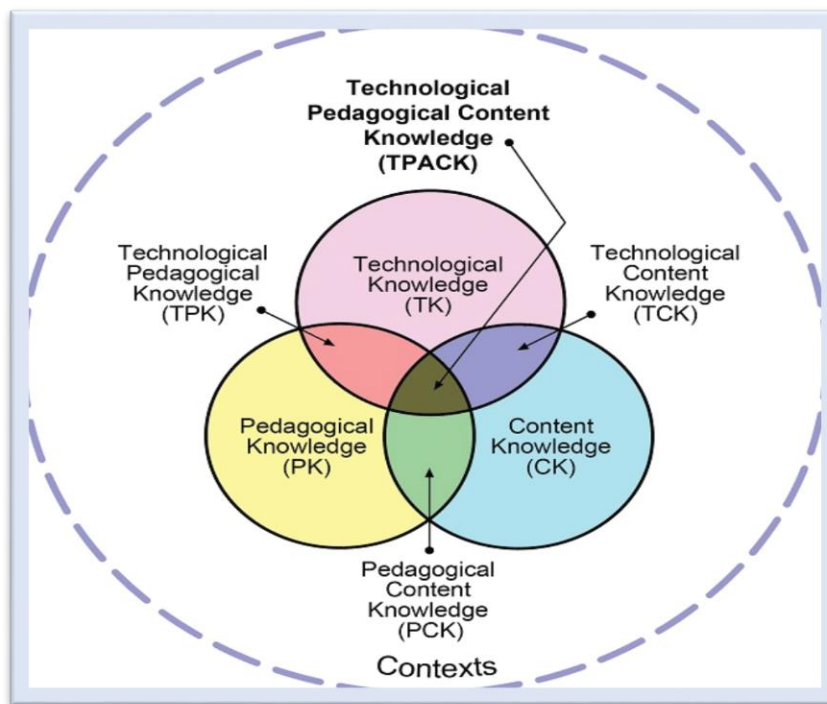 Technological
Pedagogical Content
Knowledge
(TPACK)
Technological
Pedagogical
Knowledge
(TPK)
Technological
Knowledge
(TK)
Technological
Content
Knowledge
(TCK)
Pedagogical
Knowledge
(PK)
Content
Knowledge
(CK)
Pedagogical
Content
Knowledge
(PCK)
Contexts